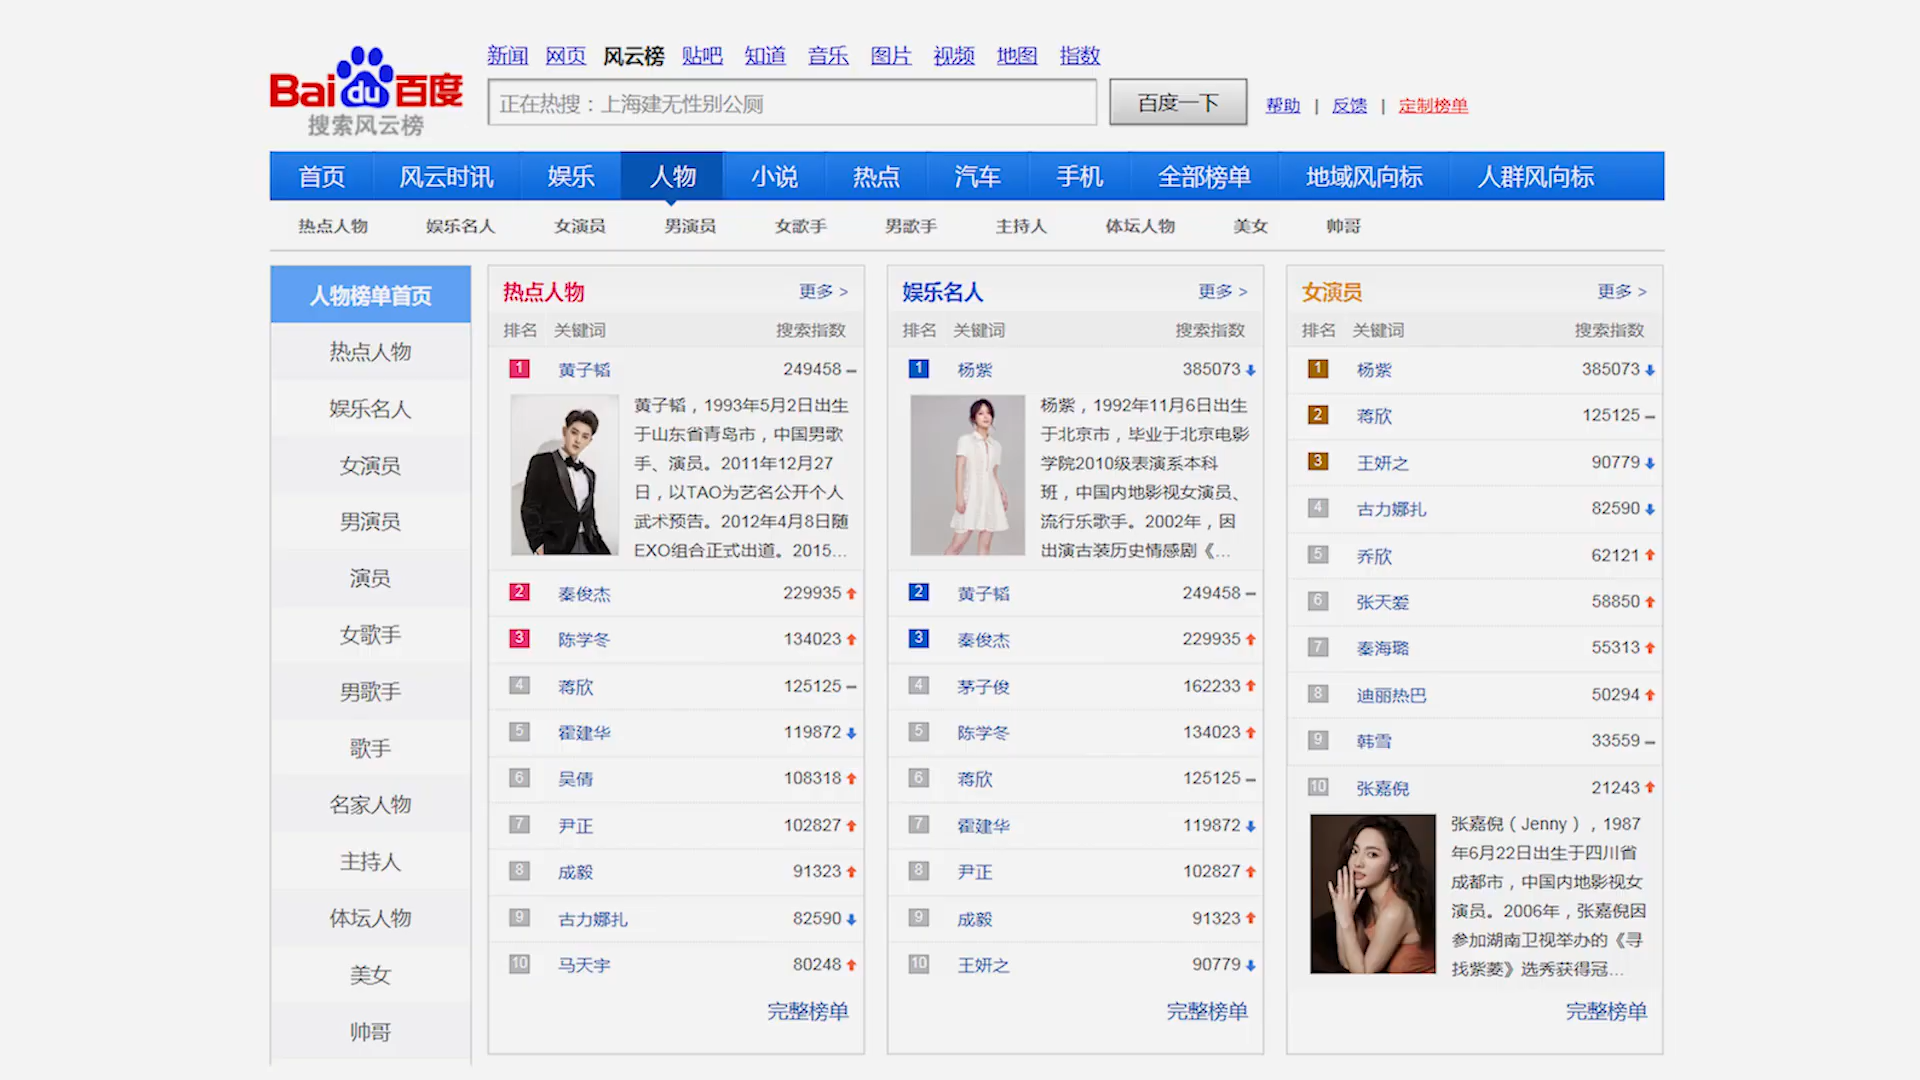 新闻 网页 风云榜 贴吧 知道 音乐 图片 视频 地图 指数
Bai du 百度
搜索风云榜
正在热搜：上海建无性别公厕
百度一下
帮助 | 反馈 | 定制榜单
首页 风云时讯 娱乐 人物 小说 热点 汽车 手机 全部榜单 地域风向标 人群风向标
热点人物 娱乐名人 女演员 男演员 女歌手 男歌手 主持人 体坛人物 美女 帅哥
人物榜单首页
热点人物
娱乐名人
女演员
男演员
演员
女歌手
男歌手
歌手
名家人物
主持人
体坛人物
美女
帅哥
热点人物 更多 >
排名 关键词 搜索指数
1 黄子韬 249458
黄子韬，1993年5月2日出生
于山东省青岛市，中国男歌
手、演员。2011年12月27
日，以TAO为艺名公开个人
武术预告。2012年4月8日随
EXO组合正式出道。2015...
2 秦俊杰 229935
3 陈学冬 134023
4 蒋欣 125125
5 霍建华 119872
6 吴倩 108318
7 尹正 102827
8 成毅 91323
9 古力娜扎 82590
10 马天宇 80248
完整榜单
娱乐名人 更多 >
排名 关键词 搜索指数
1 杨紫 385073
杨紫，1992年11月6日出生
于北京市，毕业于北京电影
学院2010级表演系本科
班，中国内地影视女演员、
流行乐歌手。2002年，因
出演古装历史情感剧《...
2 黄子韬 249458
3 秦俊杰 229935
4 茅子俊 162233
5 陈学冬 134023
6 蒋欣 125125
7 霍建华 119872
8 尹正 102827
9 成毅 91323
10 王妍之 90779
完整榜单
女演员 更多 >
排名 关键词 搜索指数
1 杨紫 385073
2 蒋欣 125125
3 王妍之 90779
4 古力娜扎 82590
5 乔欣 62121
6 张天爱 58850
7 秦海璐 55313
8 迪丽热巴 50294
9 韩雪 33559
10 张嘉倪 21243
张嘉倪（Jenny），1987
年6月22日出生于四川省
成都市，中国内地影视女
演员。2006年，张嘉倪因
参加湖南卫视举办的《寻
找紫菱》选秀获得冠...
完整榜单